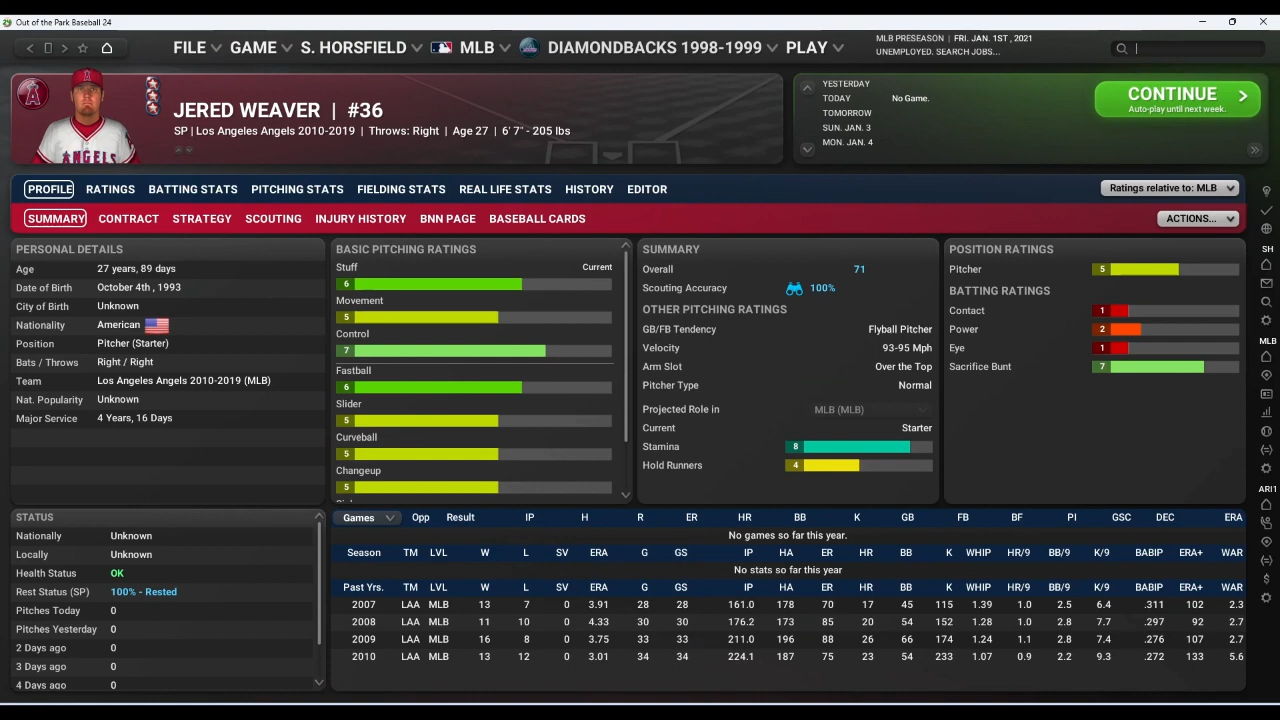 Out of the Park Baseball 24
FILE GAME S. HORSFIELD MLB DIAMONDBACKS 1998-1999 PLAY
MLB PRESEASON | FRI. JAN. 1ST, 2021
UNEMPLOYED. SEARCH JOBS...
JERED WEAVER | #36
SP | Los Angeles Angels 2010-2019 | Throws: Right | Age 27 | 6' 7" - 205 lbs
ANGELS
YESTERDAY
TODAY No Game.
TOMORROW
SUN. JAN. 3
MON. JAN. 4
CONTINUE
Auto-play until next week.
PROFILE RATINGS BATTING STATS PITCHING STATS FIELDING STATS REAL LIFE STATS HISTORY EDITOR
Ratings relative to: MLB
SUMMARY CONTRACT STRATEGY SCOUTING INJURY HISTORY BNN PAGE BASEBALL CARDS
ACTIONS...
PERSONAL DETAILS
Age 27 years, 89 days
Date of Birth October 4th , 1993
City of Birth Unknown
Nationality American
Position Pitcher (Starter)
Bats / Throws Right / Right
Team Los Angeles Angels 2010-2019 (MLB)
Nat. Popularity Unknown
Major Service 4 Years, 16 Days
BASIC PITCHING RATINGS
Stuff Current
6
Movement
5
Control
7
Fastball
6
Slider
5
Curveball
5
Changeup
5
SUMMARY
Overall 71
Scouting Accuracy 100%
OTHER PITCHING RATINGS
GB/FB Tendency Flyball Pitcher
Velocity 93-95 Mph
Arm Slot Over the Top
Pitcher Type Normal
Projected Role in MLB (MLB)
Current Starter
Stamina 8
Hold Runners 4
POSITION RATINGS
Pitcher 5
BATTING RATINGS
Contact 1
Power 2
Eye 1
Sacrifice Bunt 7
SH
MLB
ARI1
STATUS
Nationally Unknown
Locally Unknown
Health Status OK
Rest Status (SP) 100% - Rested
Pitches Today 0
Pitches Yesterday 0
2 Days ago 0
3 Days ago 0
4 Days ago 0
Games Opp Result IP H R ER HR BB K GB FB BF PI GSC DEC ERA
No games so far this year.
Season TM LVL W L SV ERA G GS IP HA ER HR BB K WHIP HR/9 BB/9 K/9 BABIP ERA+ WAR
No stats so far this year
Past Yrs. TM LVL W L SV ERA G GS IP HA ER HR BB K WHIP HR/9 BB/9 K/9 BABIP ERA+ WAR
2007 LAA MLB 13 7 0 3.91 28 28 161.0 178 70 17 45 115 1.39 1.0 2.5 6.4 .311 102 2.3
2008 LAA MLB 11 10 0 4.33 30 30 176.2 173 85 20 54 152 1.28 1.0 2.8 7.7 .297 92 2.7
2009 LAA MLB 16 8 0 3.75 33 33 211.0 196 88 26 66 174 1.24 1.1 2.8 7.4 .276 107 2.7
2010 LAA MLB 13 12 0 3.01 34 34 224.1 187 75 23 54 233 1.07 0.9 2.2 9.3 .272 133 5.6